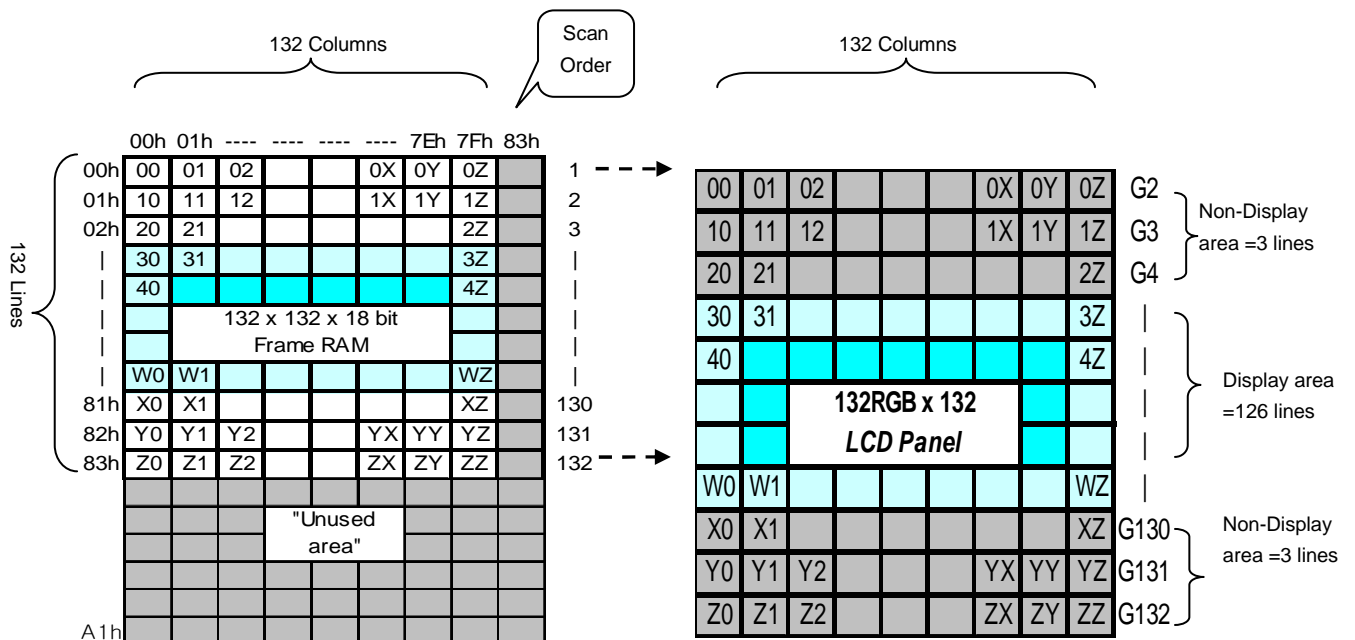 132 Columns
Scan
Order
132 Columns
00h 01h ---- ---- ---- ---- 7Eh 7Fh 83h
00h 00 01 02 0X 0Y 0Z 1
01h 10 11 12 1X 1Y 1Z 2
02h 20 21 2Z 3
| 30 31 3Z |
| 40 4Z |
132 Lines
132 x 132 x 18 bit
Frame RAM
| W0 W1 WZ |
81h X0 X1 XZ 130
82h Y0 Y1 Y2 YX YY YZ 131
83h Z0 Z1 Z2 ZX ZY ZZ 132
"Unused
area"
A1h
00 01 02 0X 0Y 0Z G2
10 11 12 1X 1Y 1Z G3
20 21 2Z G4
Non-Display
area =3 lines
30 31 3Z |
40 4Z |
132RGB x 132
LCD Panel
Display area
=126 lines
W0 W1 WZ |
X0 X1 XZ G130
Y0 Y1 Y2 YX YY YZ G131
Z0 Z1 Z2 ZX ZY ZZ G132
Non-Display
area =3 lines